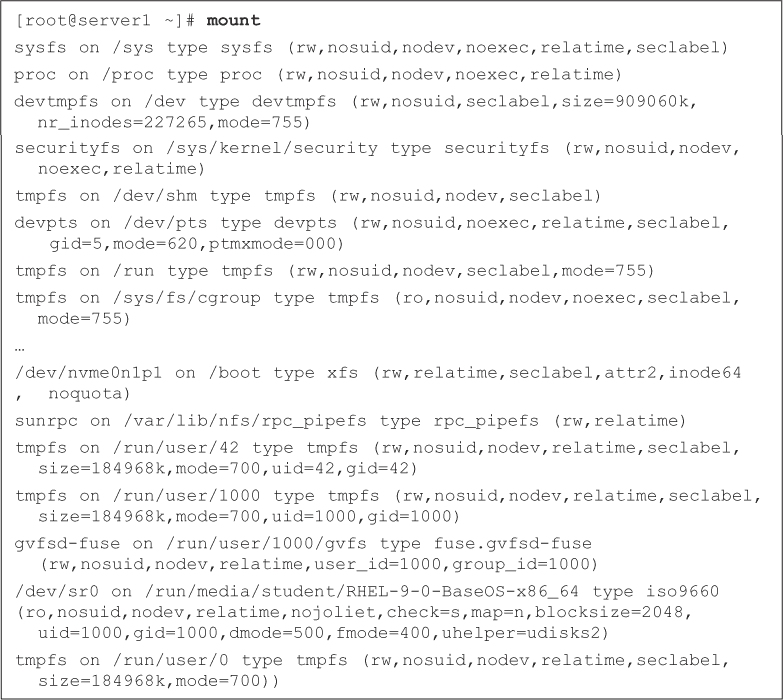 [root@server1 ~]# mount
sysfs on /sys type sysfs (rw,nosuid,nodev,noexec,relatime,seclabel)
proc on /proc type proc (rw,nosuid,nodev,noexec,relatime)
devtmpfs on /dev type devtmpfs (rw,nosuid,seclabel,size=909060k,
nr_inodes=227265,mode=755)
securityfs on /sys/kernel/security type securityfs (rw,nosuid,nodev,
noexec,relatime)
tmpfs on /dev/shm type tmpfs (rw,nosuid,nodev,seclabel)
devpts on /dev/pts type devpts (rw,nosuid,noexec,relatime,seclabel,
gid=5,mode=620,ptmxmode=000)
tmpfs on /run type tmpfs (rw,nosuid,nodev,seclabel,mode=755)
tmpfs on /sys/fs/cgroup type tmpfs (ro,nosuid,nodev,noexec,seclabel,
mode=755)
…
/dev/nvme0n1p1 on /boot type xfs (rw,relatime,seclabel,attr2,inode64
, noquota)
sunrpc on /var/lib/nfs/rpc_pipefs type rpc_pipefs (rw,relatime)
tmpfs on /run/user/42 type tmpfs (rw,nosuid,nodev,relatime,seclabel,
size=184968k,mode=700,uid=42,gid=42)
tmpfs on /run/user/1000 type tmpfs (rw,nosuid,nodev,relatime,seclabel,
size=184968k,mode=700,uid=1000,gid=1000)
gvfsd-fuse on /run/user/1000/gvfs type fuse.gvfsd-fuse
(rw,nosuid,nodev,relatime,user_id=1000,group_id=1000)
/dev/sr0 on /run/media/student/RHEL-9-0-BaseOS-x86_64 type iso9660
(ro,nosuid,nodev,relatime,nojoliet,check=s,map=n,blocksize=2048,
uid=1000,gid=1000,dmode=500,fmode=400,uhelper=udisks2)
tmpfs on /run/user/0 type tmpfs (rw,nosuid,nodev,relatime,seclabel,
size=184968k,mode=700))